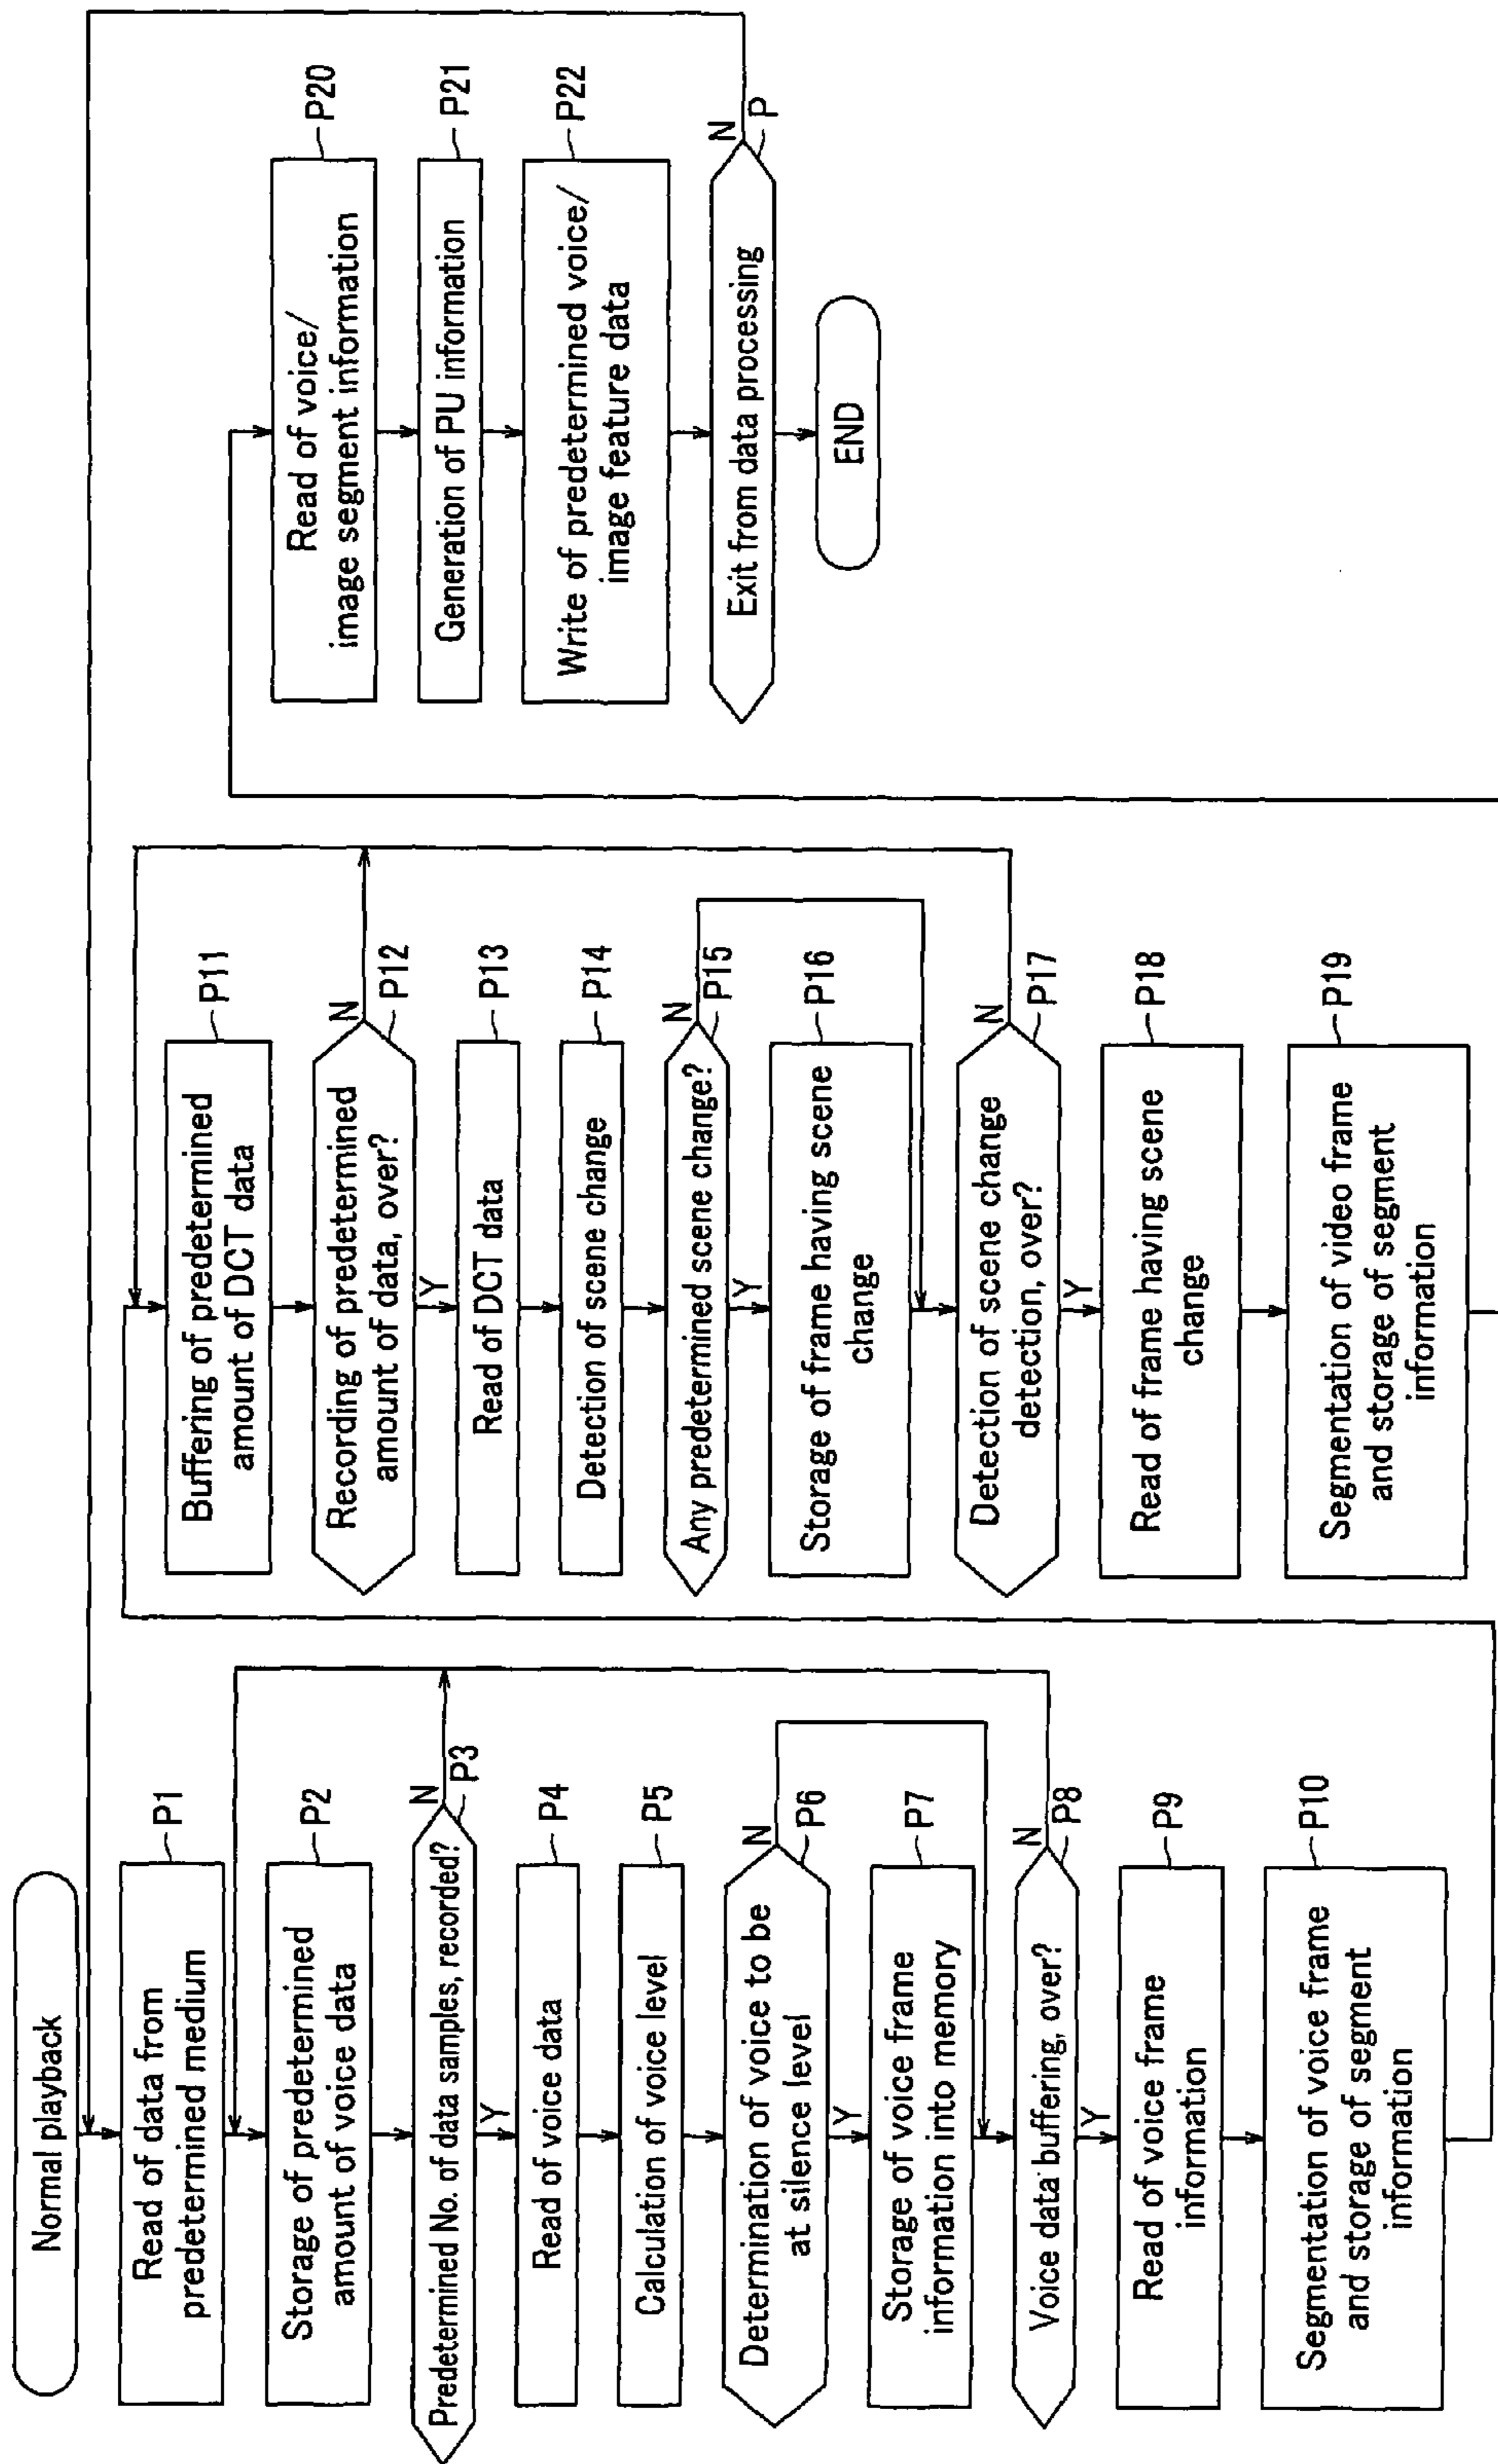 Normal playback
Read of data from
predetermined medium
P1
Storage of predetermined
amount of voice data
P2
Predetermined No. of data samples, recorded?
N
P3
Y
Read of voice data
P4
Calculation of voice level
P5
Determination of voice to be
at silence level
N
P6
Y
Storage of voice frame
information into memory
P7
Voice data buffering, over?
N
P8
Y
Read of voice frame
information
P9
Segmentation of voice frame
and storage of segment
information
P10
Buffering of predetermined
amount of DCT data
P11
Recording of predetermined
amount of data, over?
N
P12
Y
Read of DCT data
P13
Detection of scene change
P14
Any predetermined scene change?
N
P15
Y
Storage of frame having scene
change
P16
Detection of scene change
detection, over?
N
P17
Y
Read of frame having scene
change
P18
Segmentation of video frame
and storage of segment
information
P19
Read of voice/
image segment information
P20
Generation of PU information
P21
Write of predetermined voice/
image feature data
P22
Exit from data processing
N
P
END